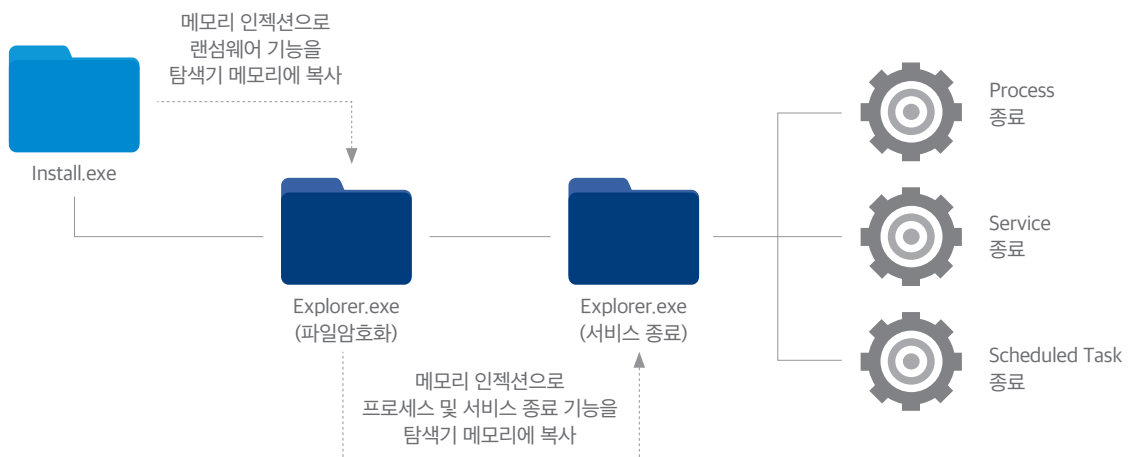 메모리 인젝션으로
랜섬웨어 기능을
탐색기 메모리에 복사
Install.exe
Explorer.exe
(파일암호화)
Explorer.exe
(서비스 종료)
메모리 인젝션으로
프로세스 및 서비스 종료 기능을
탐색기 메모리에 복사
Process
종료
Service
종료
Scheduled Task
종료